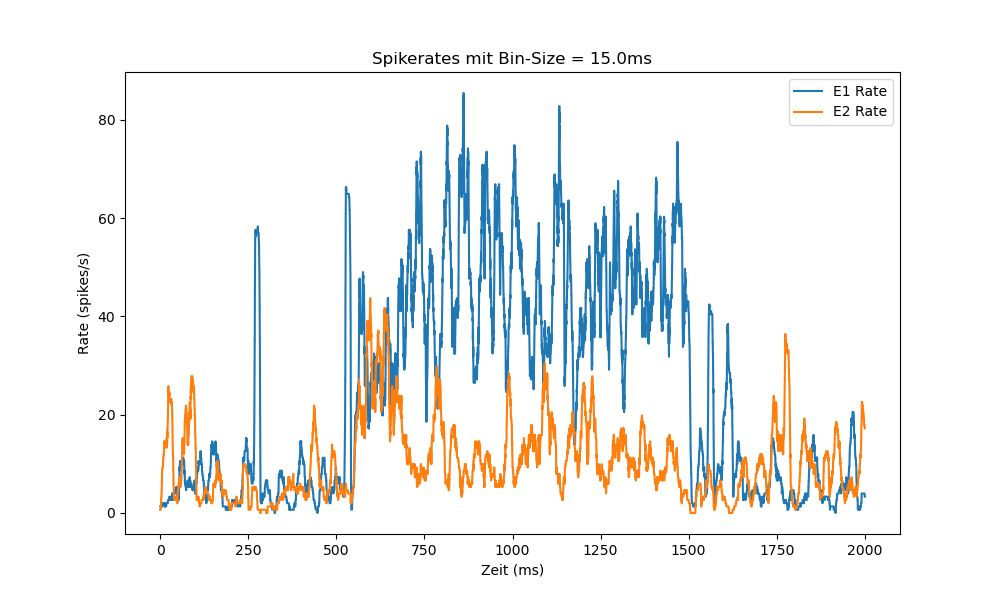 Spikerates mit Bin-Size = 15.0ms
E1 Rate
E2 Rate
Rate (spikes/s)
80
60
40
20
0
0 250 500 750 1000 1250 1500 1750 2000
Zeit (ms)